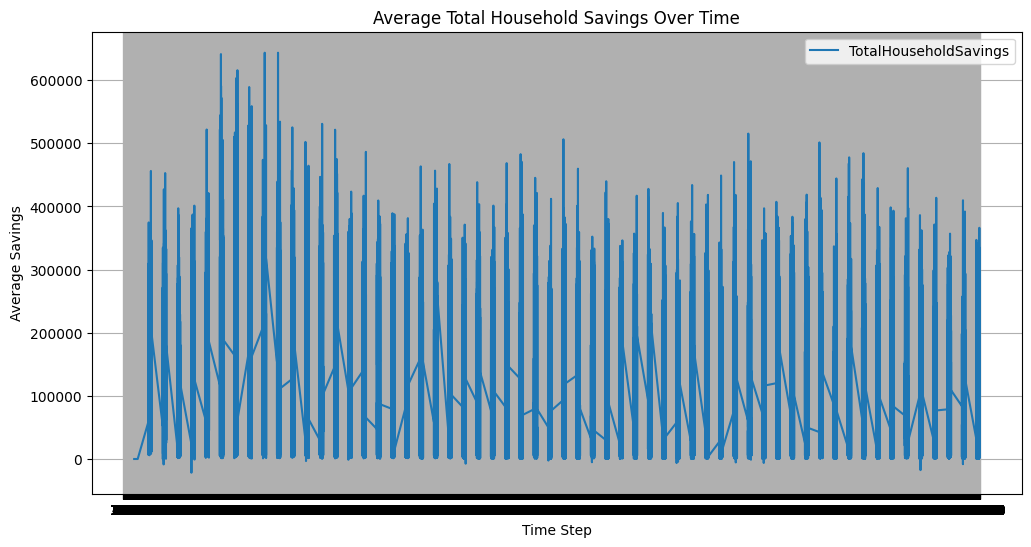 Average Total Household Savings Over Time
TotalHouseholdSavings
600000
500000
400000
300000
200000
100000
0
Average Savings
Time Step